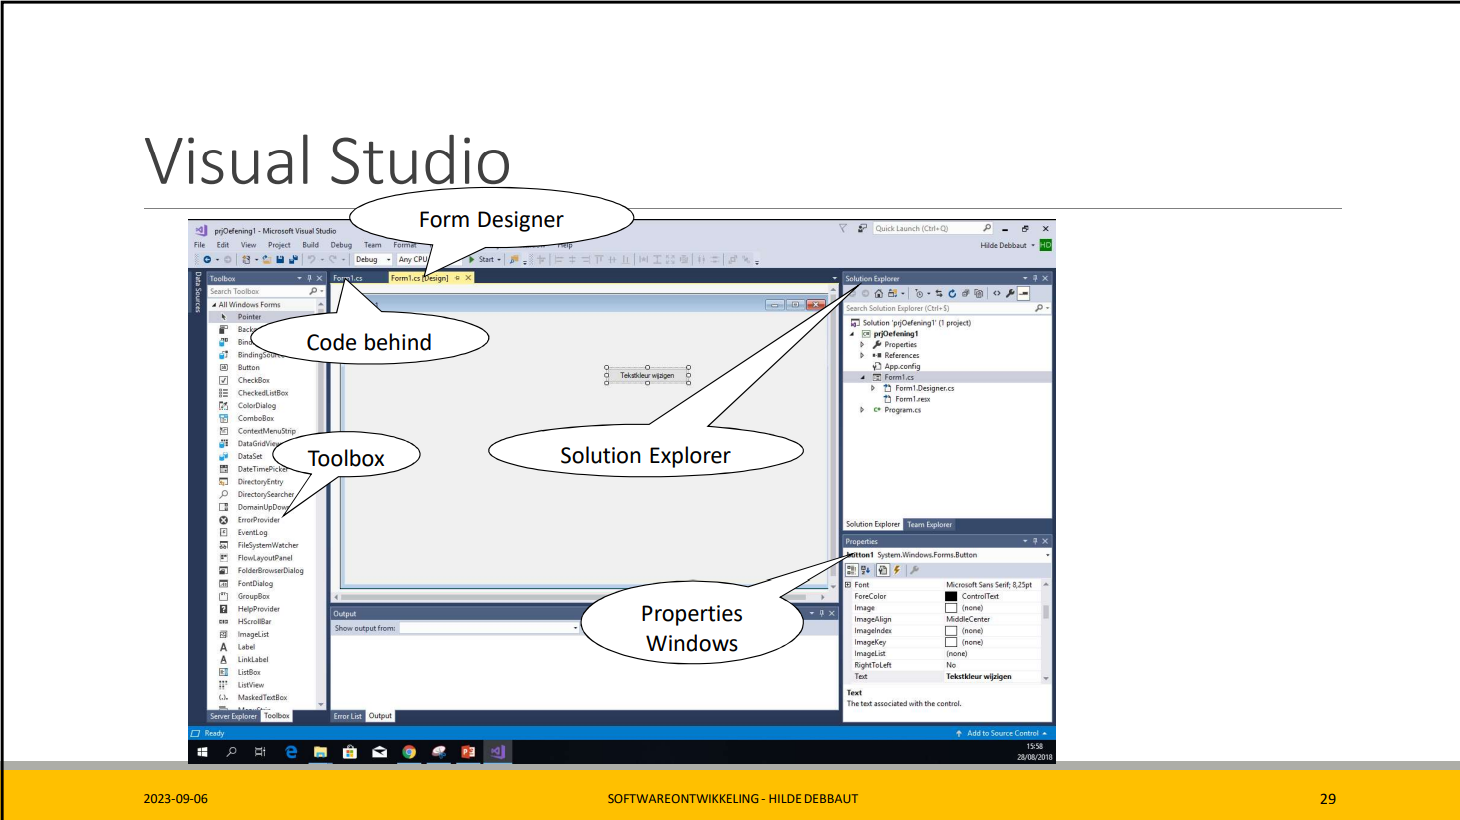 Visual Studio
Form Designer
prjOefening1 - Microsoft Visual Studio
Quick Launch (Ctrl+Q)
File Edit View Project Build Debug Team Format Help
Hilde Debbaut HD
Debug Any CPU Start
Data Sources
Toolbox
Search Toolbox
All Windows Forms
Pointer
BindingSource
Button
CheckBox
CheckedListBox
ColorDialog
ComboBox
ContextMenuStrip
DataGridView
DataSet
DateTimePicker
DirectoryEntry
DirectorySearcher
DomainUpDown
ErrorProvider
EventLog
FileSystemWatcher
FlowLayoutPanel
FolderBrowserDialog
FontDialog
GroupBox
HelpProvider
HScrollBar
ImageList
Label
LinkLabel
ListBox
ListView
MaskedTextBox
Server Explorer Toolbox
Form1.cs Form1.cs [Design]
Code behind
Tekstkleur wijzigen
Toolbox
Solution Explorer
Properties
Windows
Output
Show output from:
Error List Output
Solution Explorer
Search Solution Explorer (Ctrl+$)
Solution 'prjOefening1' (1 project)
prjOefening1
Properties
References
App.config
Form1.cs
Form1.Designer.cs
Form1.resx
Program.cs
Solution Explorer Team Explorer
Properties
button1 System.Windows.Forms.Button
Font Microsoft Sans Serif; 8,25pt
ForeColor ControlText
Image (none)
ImageAlign MiddleCenter
ImageIndex (none)
ImageKey (none)
ImageList (none)
RightToLeft No
Text Tekstkleur wijzigen
Text
The text associated with the control.
Ready
Add to Source Control
15:58
28/08/2018
2023-09-06
SOFTWAREONTWIKKELING - HILDE DEBBAUT
29